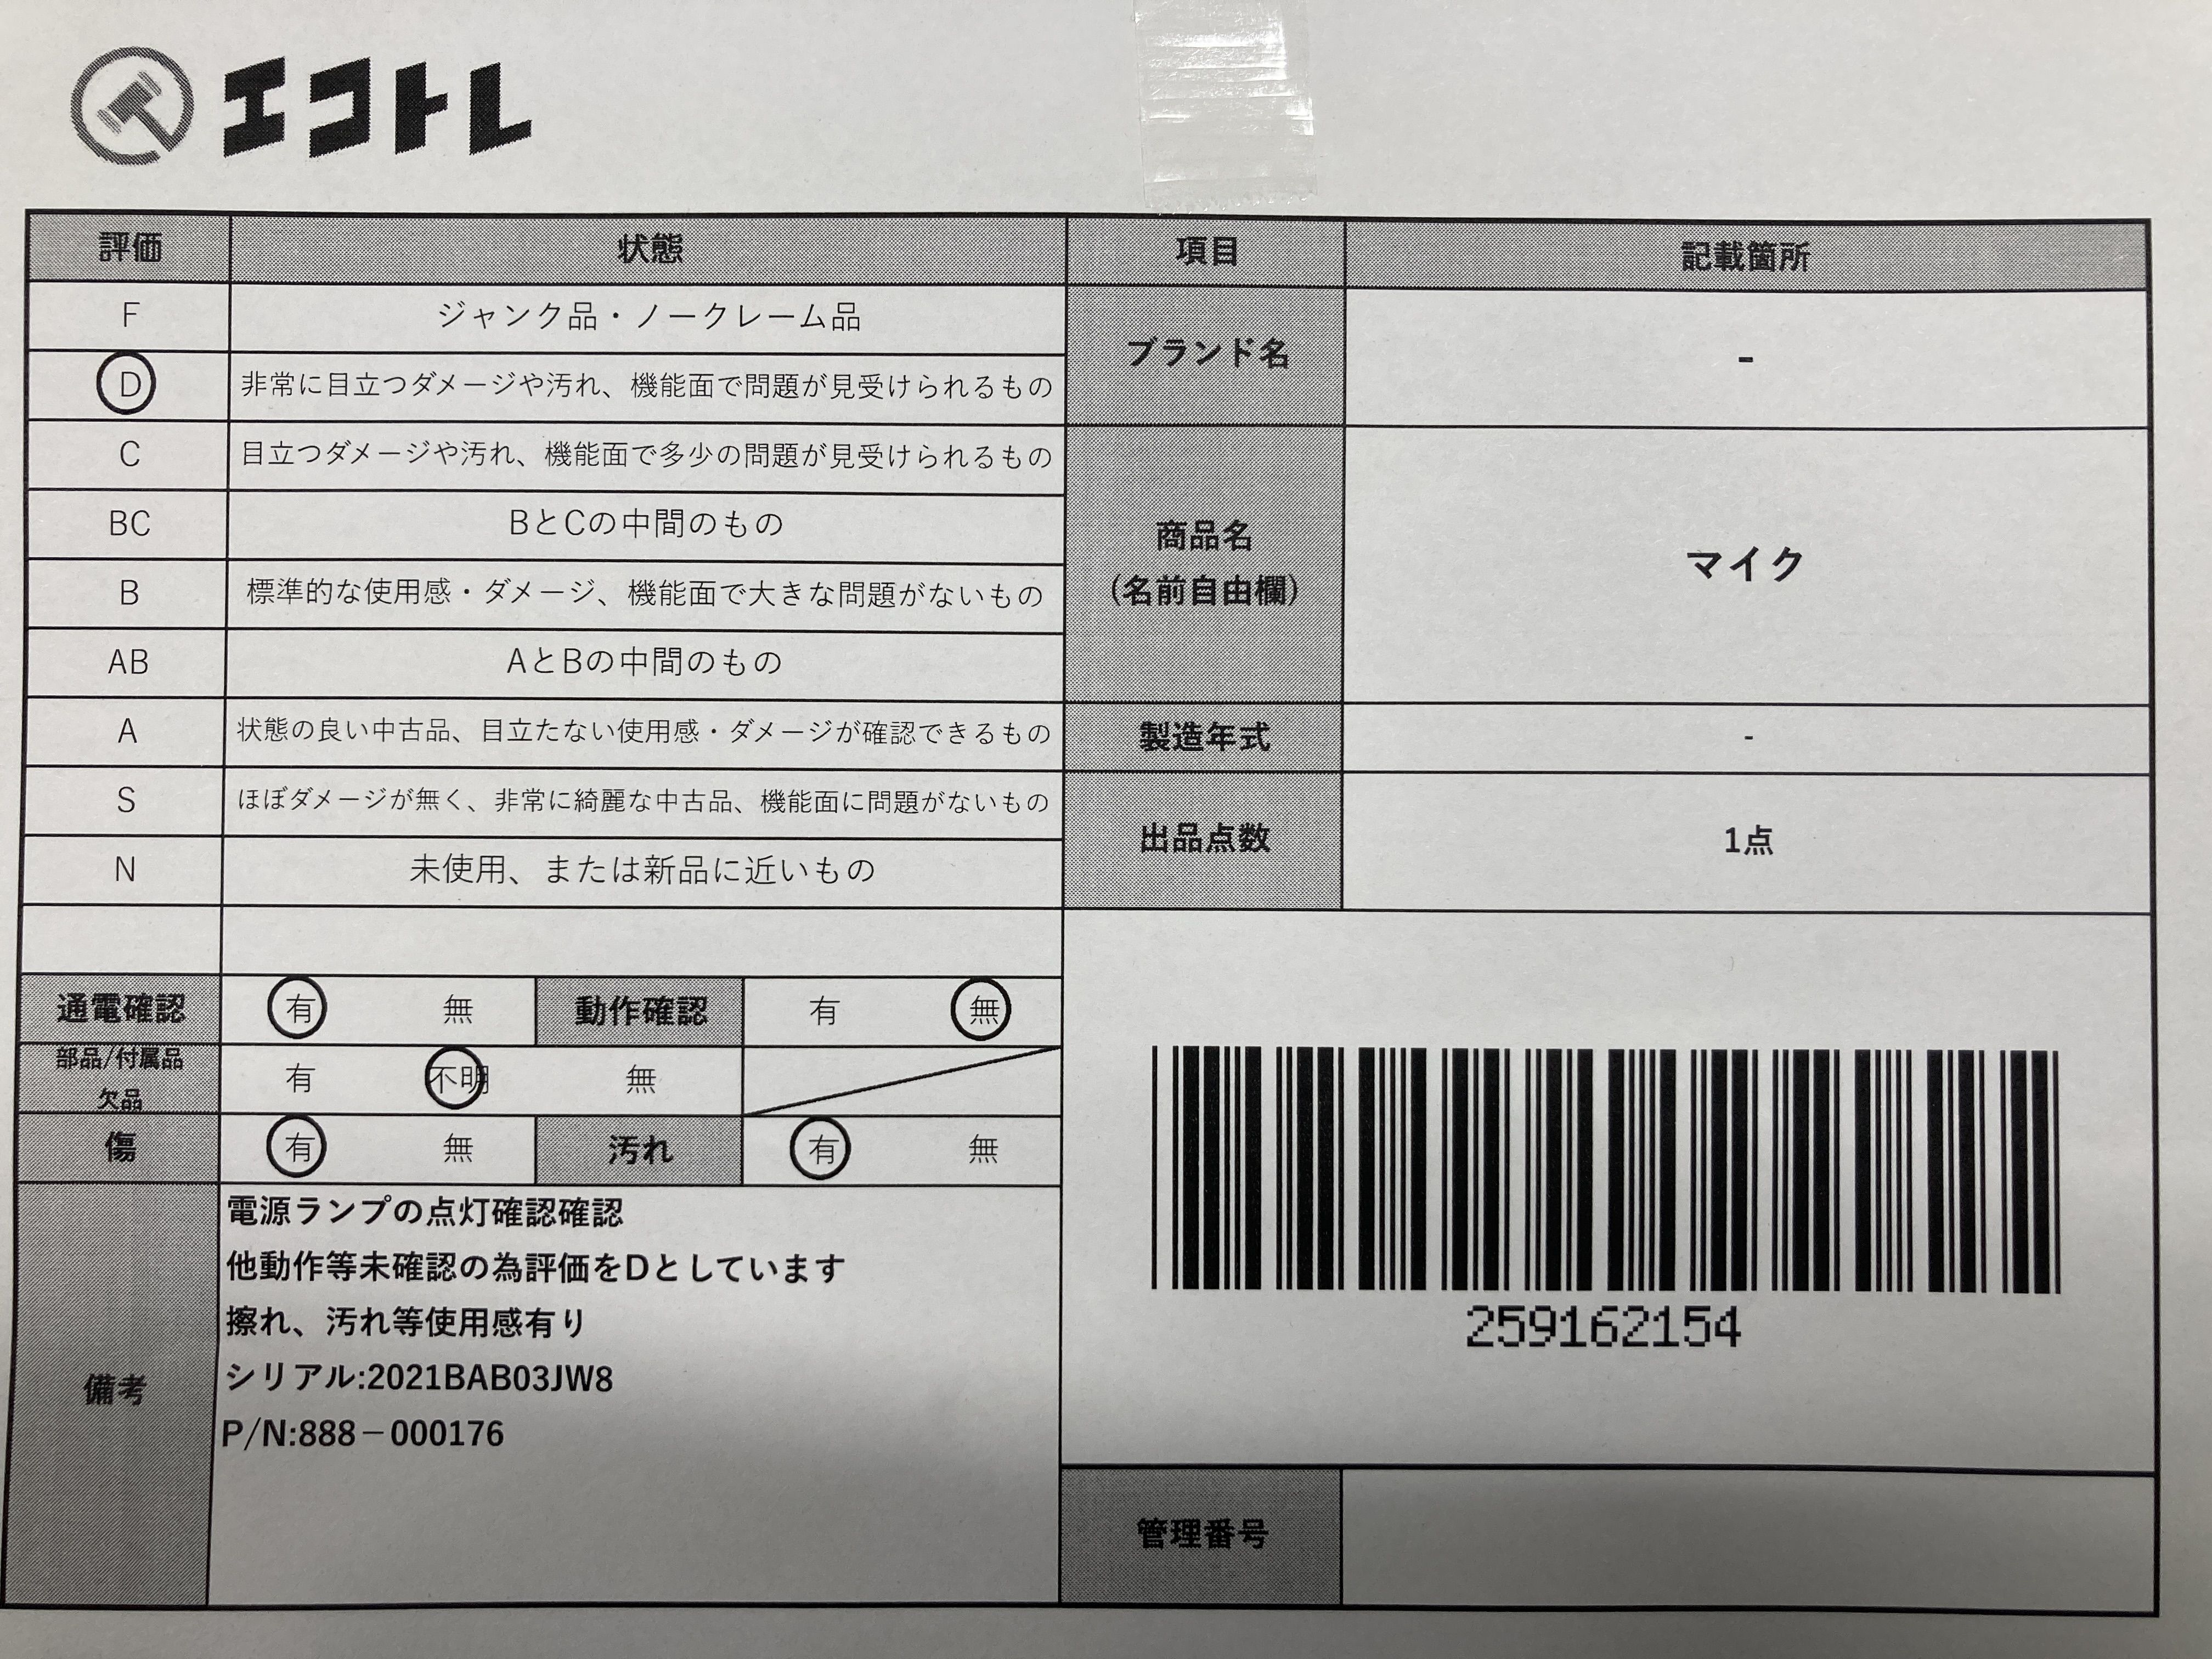 エコトレ
評価 状態 項目 記載箇所
F ジャンク品・ノークレーム品
D 非常に目立つダメージや汚れ、機能面で問題が見受けられるもの
ブランド名 -
C 目立つダメージや汚れ、機能面で多少の問題が見受けられるもの
BC BとCの中間のもの
B 標準的な使用感・ダメージ、機能面で大きな問題がないもの
AB AとBの中間のもの
商品名
(名前自由欄)
マイク
A 状態の良い中古品、目立たない使用感・ダメージが確認できるもの
製造年式 -
S ほぼダメージが無く、非常に綺麗な中古品、機能面に問題がないもの
N 未使用、または新品に近いもの
出品点数 1点
通電確認 有 無 動作確認 有 無
部品/付属品
欠品
有 不明 無
傷 有 無 汚れ 有 無
備考
電源ランプの点灯確認確認
他動作等未確認の為評価をDとしています
擦れ、汚れ等使用感有り
シリアル:2021BAB03JW8
P/N:888－000176
259162154
管理番号